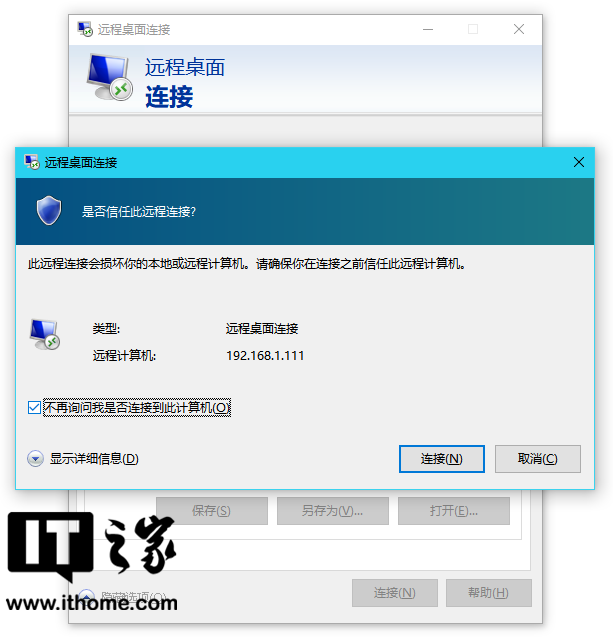 远程桌面连接
远程桌面
连接
远程桌面连接
是否信任此远程连接?
此远程连接会损坏你的本地或远程计算机。请确保你在连接之前信任此远程计算机。
类型: 远程桌面连接
远程计算机: 192.168.1.111
不再询问我是否连接到此计算机(O)
显示详细信息(D)
连接(N) 取消(C)
保存(S) 另存为(V)... 打开(E)...
IT之家
隐藏选项(O) 连接(N) 帮助(H)
www.ithome.com